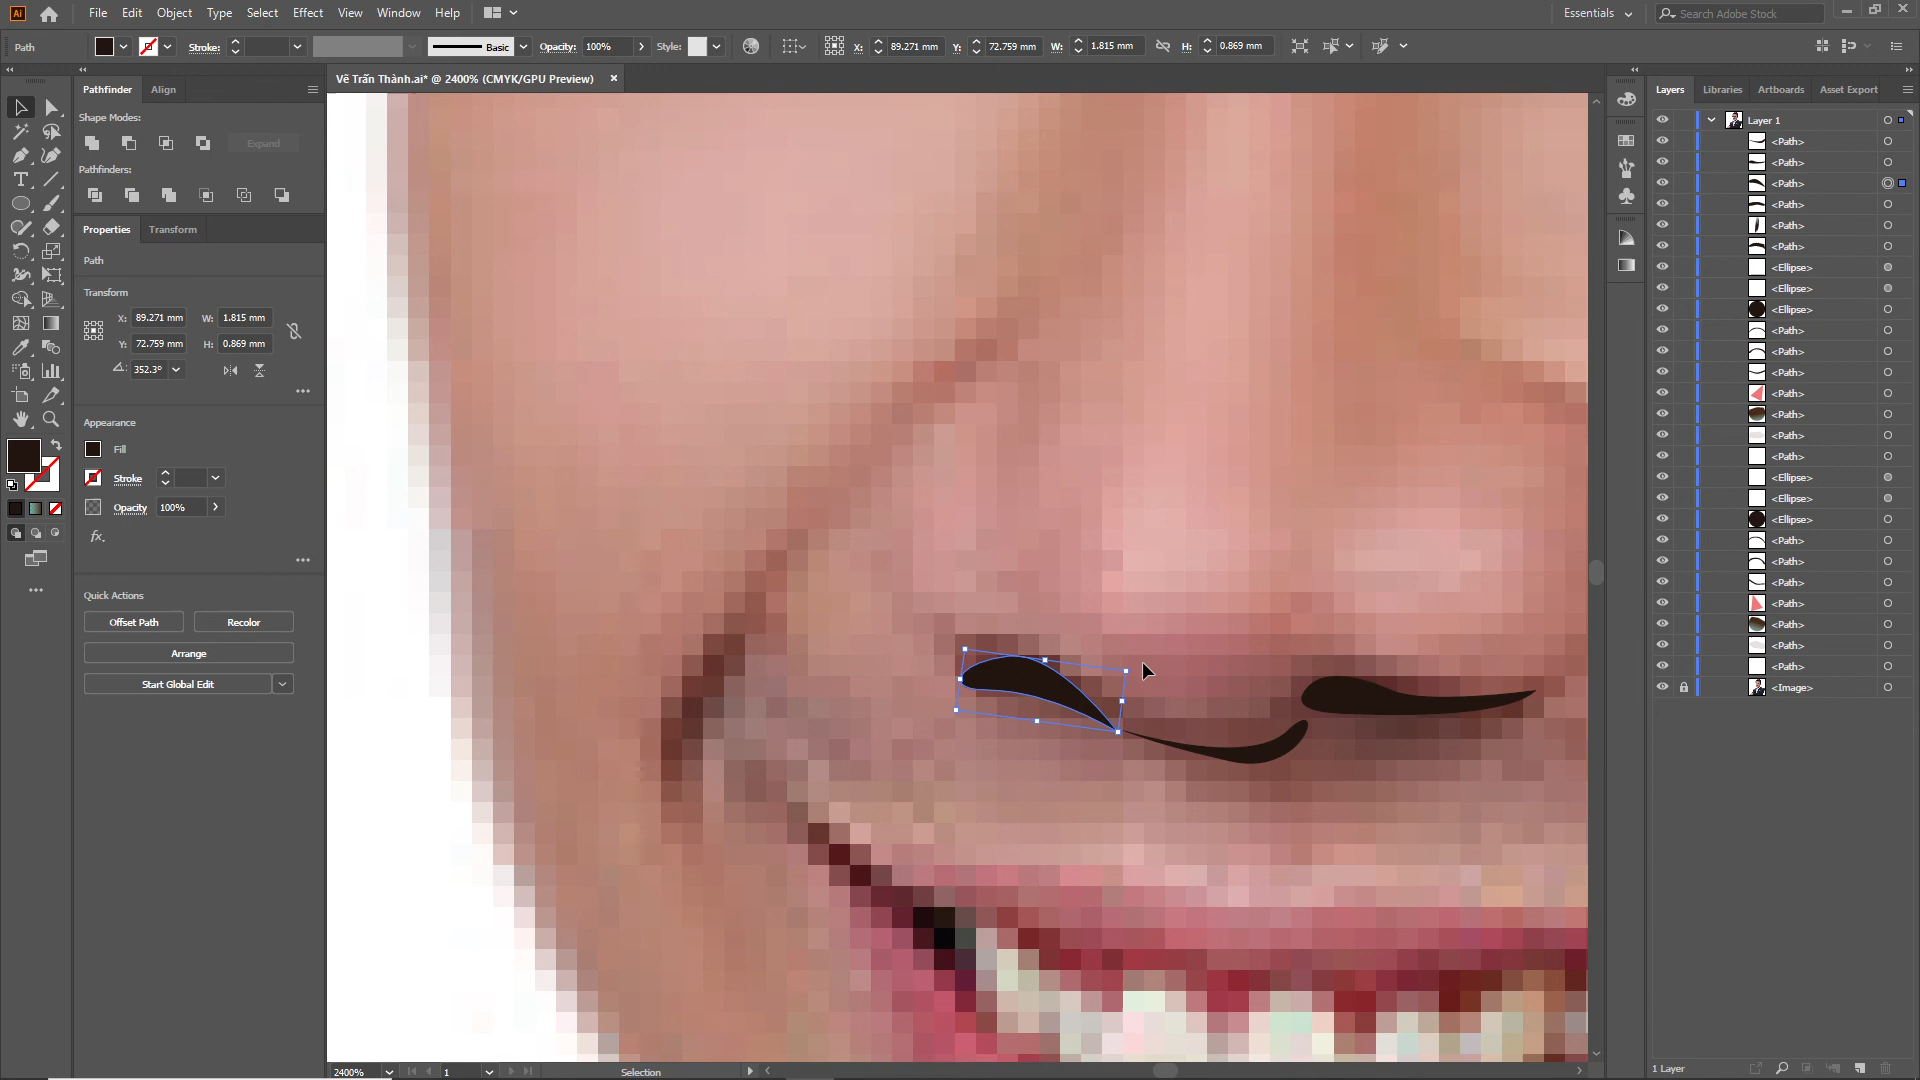 Ai File Edit Object Type Select Effect View Window Help Essentials Search Adobe Stock
Path Stroke: Basic Opacity: 100% Style: X: 89.271 mm Y: 72.759 mm W: 1.815 mm H: 0.869 mm
Vẽ Trấn Thành.ai* @ 2400% (CMYK/GPU Preview)
Pathfinder Align
Shape Modes:
Expand
Pathfinders:
Properties Transform
Path
Transform
X: 89.271 mm W: 1.815 mm
Y: 72.759 mm H: 0.869 mm
352.3°
Appearance
Fill
Stroke
Opacity 100%
fx.
Quick Actions
Offset Path Recolor
Arrange
Start Global Edit
Layers Libraries Artboards Asset Export
Layer 1
<Path>
<Path>
<Path>
<Path>
<Path>
<Path>
<Ellipse>
<Ellipse>
<Ellipse>
<Path>
<Path>
<Path>
<Path>
<Path>
<Path>
<Path>
<Ellipse>
<Ellipse>
<Ellipse>
<Path>
<Path>
<Path>
<Path>
<Path>
<Path>
<Path>
<Image>
2400% 1 Selection
1 Layer